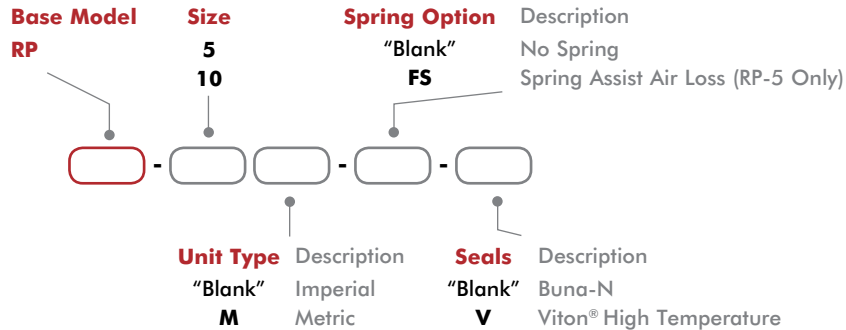 Base Model Size Spring Option Description
RP 5 “Blank” No Spring
10 FS Spring Assist Air Loss (RP-5 Only)
- - -
Unit Type Description Seals Description
“Blank” Imperial “Blank” Buna-N
M Metric V Viton® High Temperature